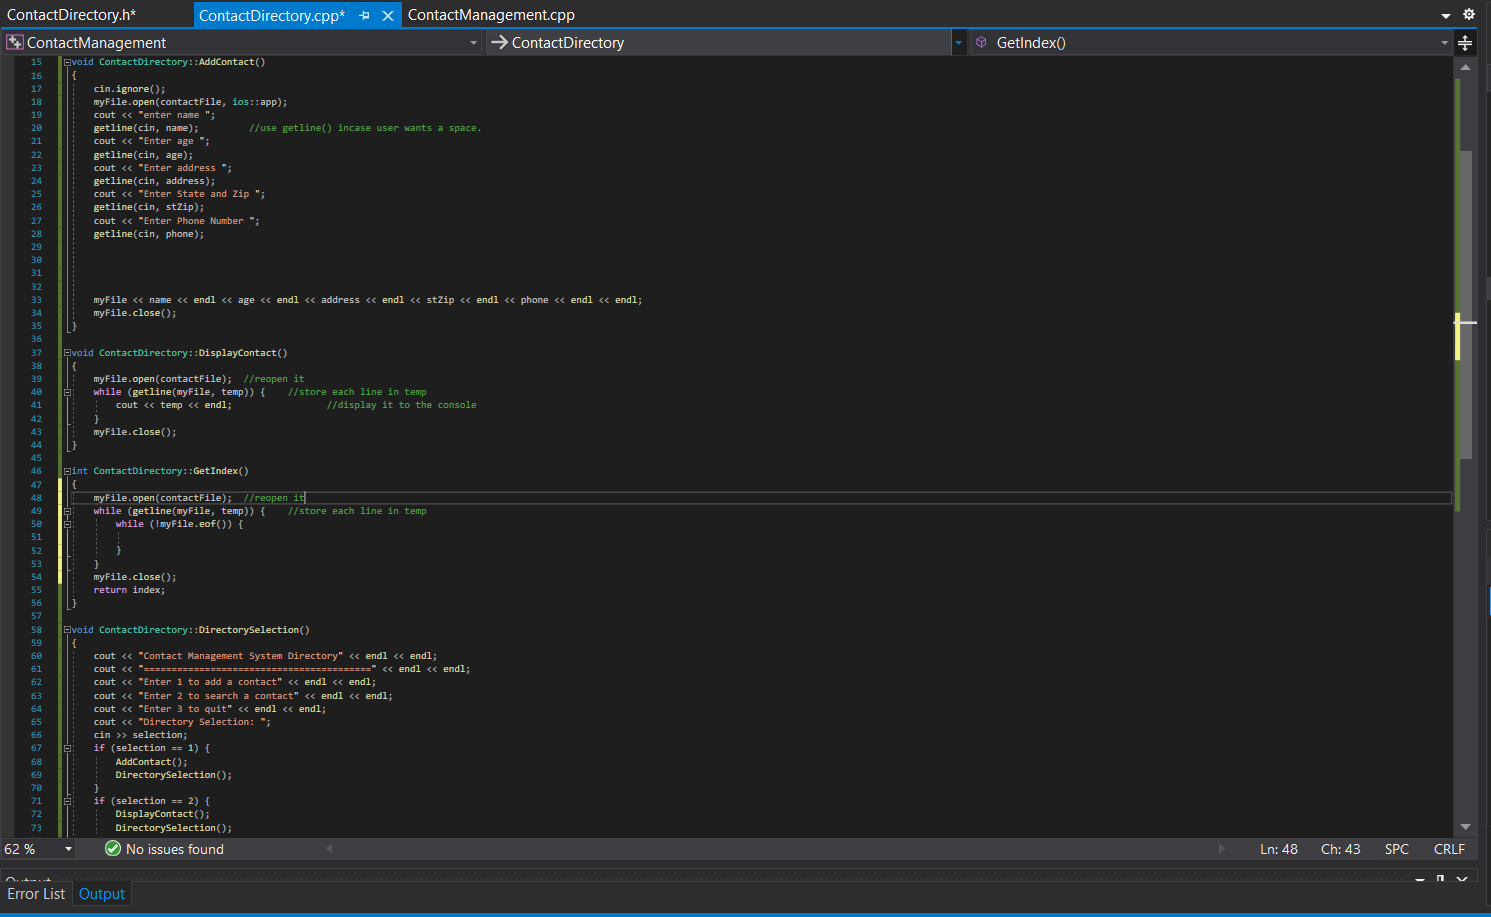 ContactDirectory.h* ContactDirectory.cpp* ContactManagement.cpp
ContactManagement ContactDirectory GetIndex()
15 void ContactDirectory::AddContact()
16 {
17 cin.ignore();
18 myFile.open(contactFile, ios::app);
19 cout << "enter name ";
20 getline(cin, name); //use getline() incase user wants a space.
21 cout << "Enter age ";
22 getline(cin, age);
23 cout << "Enter address ";
24 getline(cin, address);
25 cout << "Enter State and Zip ";
26 getline(cin, stZip);
27 cout << "Enter Phone Number ";
28 getline(cin, phone);
29
30
31
32
33 myFile << name << endl << age << endl << address << endl << stZip << endl << phone << endl << endl;
34 myFile.close();
35 }
36
37 void ContactDirectory::DisplayContact()
38 {
39 myFile.open(contactFile); //reopen it
40 while (getline(myFile, temp)) { //store each line in temp
41 cout << temp << endl; //display it to the console
42 }
43 myFile.close();
44 }
45
46 int ContactDirectory::GetIndex()
47 {
48 myFile.open(contactFile); //reopen it
49 while (getline(myFile, temp)) { //store each line in temp
50 while (!myFile.eof()) {
51
52 }
53 }
54 myFile.close();
55 return index;
56 }
57
58 void ContactDirectory::DirectorySelection()
59 {
60 cout << "Contact Management System Directory" << endl << endl;
61 cout << "=========================================" << endl << endl;
62 cout << "Enter 1 to add a contact" << endl << endl;
63 cout << "Enter 2 to search a contact" << endl << endl;
64 cout << "Enter 3 to quit" << endl << endl;
65 cout << "Directory Selection: ";
66 cin >> selection;
67 if (selection == 1) {
68 AddContact();
69 DirectorySelection();
70 }
71 if (selection == 2) {
72 DisplayContact();
73 DirectorySelection();
62 % No issues found Ln: 48 Ch: 43 SPC CRLF
Output
Error List Output